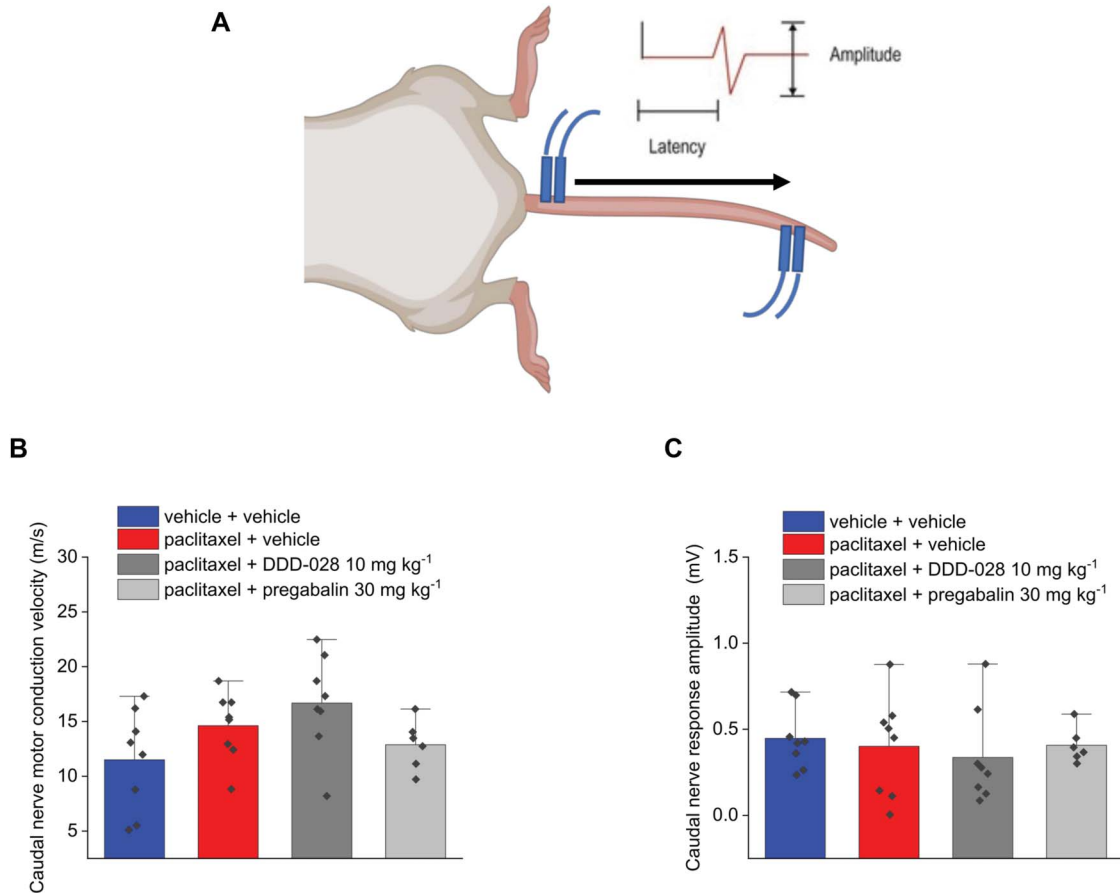 A
Amplitude
Latency
B
vehicle + vehicle
paclitaxel + vehicle
paclitaxel + DDD-028 10 mg kg⁻¹
paclitaxel + pregabalin 30 mg kg⁻¹
Caudal nerve motor conduction velocity (m/s)
30
25
20
15
10
5
C
vehicle + vehicle
paclitaxel + vehicle
paclitaxel + DDD-028 10 mg kg⁻¹
paclitaxel + pregabalin 30 mg kg⁻¹
Caudal nerve response amplitude (mV)
1.5
1.0
0.5
0.0